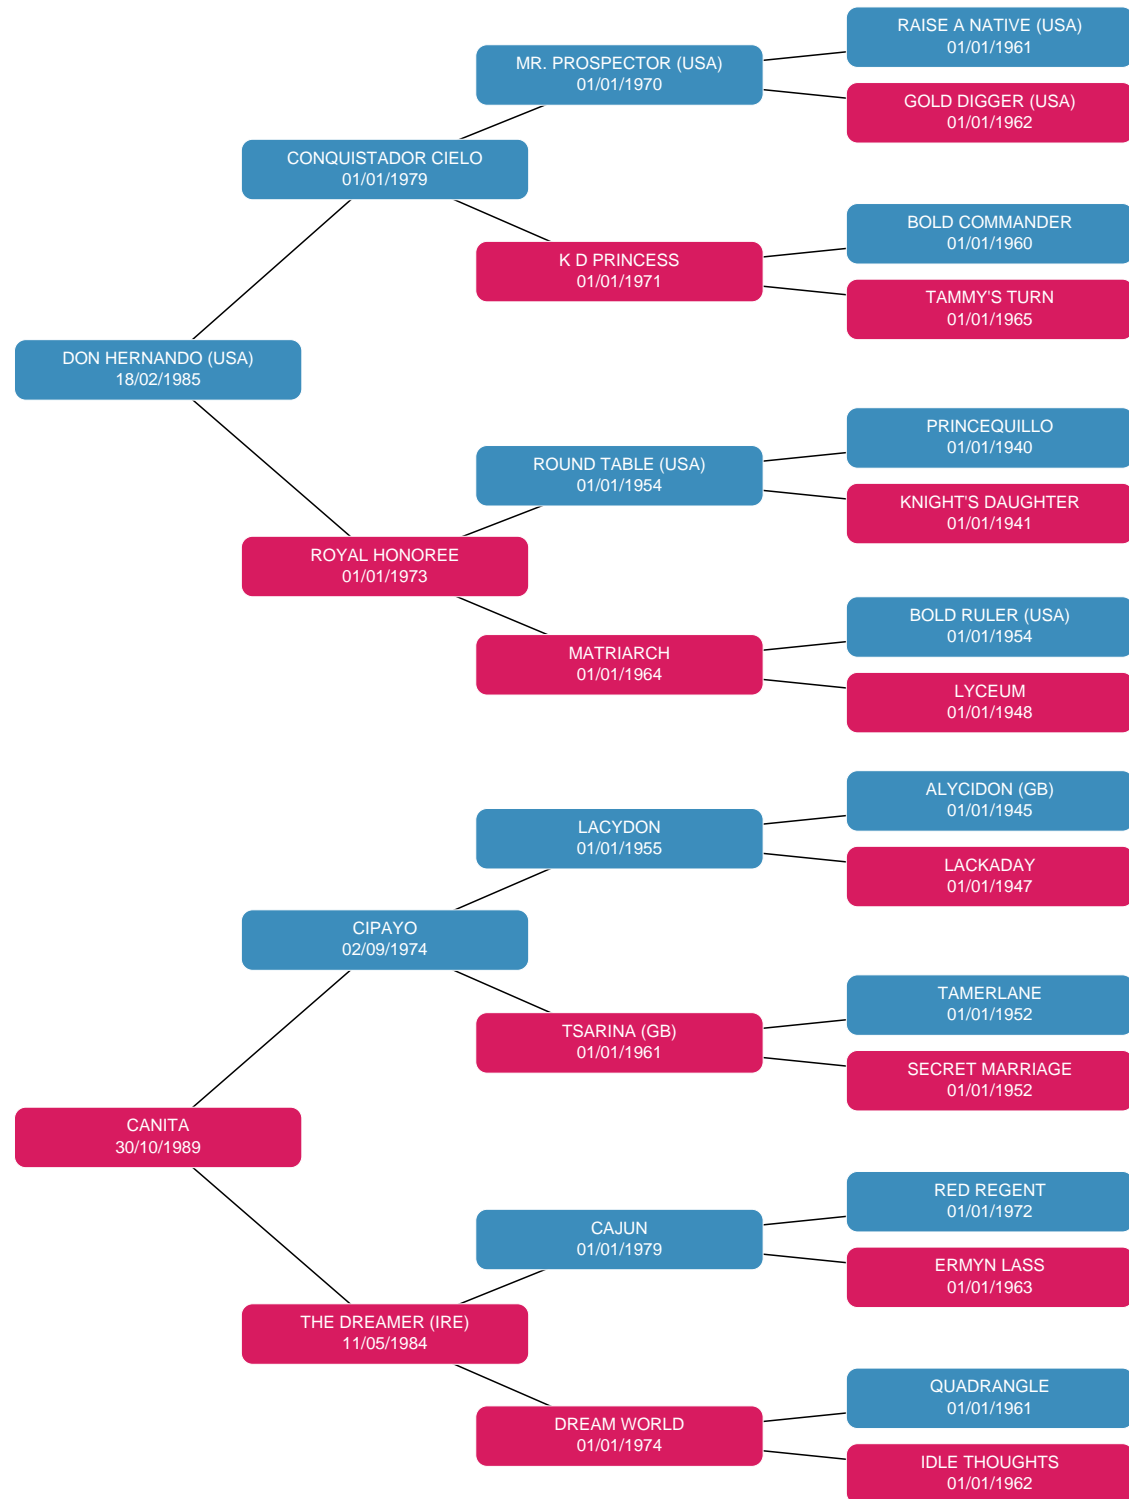 RAISE A NATIVE (USA)
01/01/1961
MR. PROSPECTOR (USA)
01/01/1970
GOLD DIGGER (USA)
01/01/1962
CONQUISTADOR CIELO
01/01/1979
BOLD COMMANDER
01/01/1960
K D PRINCESS
01/01/1971
TAMMY'S TURN
01/01/1965
DON HERNANDO (USA)
18/02/1985
PRINCEQUILLO
01/01/1940
ROUND TABLE (USA)
01/01/1954
KNIGHT'S DAUGHTER
01/01/1941
ROYAL HONOREE
01/01/1973
BOLD RULER (USA)
01/01/1954
MATRIARCH
01/01/1964
LYCEUM
01/01/1948
ALYCIDON (GB)
01/01/1945
LACYDON
01/01/1955
LACKADAY
01/01/1947
CIPAYO
02/09/1974
TAMERLANE
01/01/1952
TSARINA (GB)
01/01/1961
SECRET MARRIAGE
01/01/1952
CANITA
30/10/1989
RED REGENT
01/01/1972
CAJUN
01/01/1979
ERMYN LASS
01/01/1963
THE DREAMER (IRE)
11/05/1984
QUADRANGLE
01/01/1961
DREAM WORLD
01/01/1974
IDLE THOUGHTS
01/01/1962